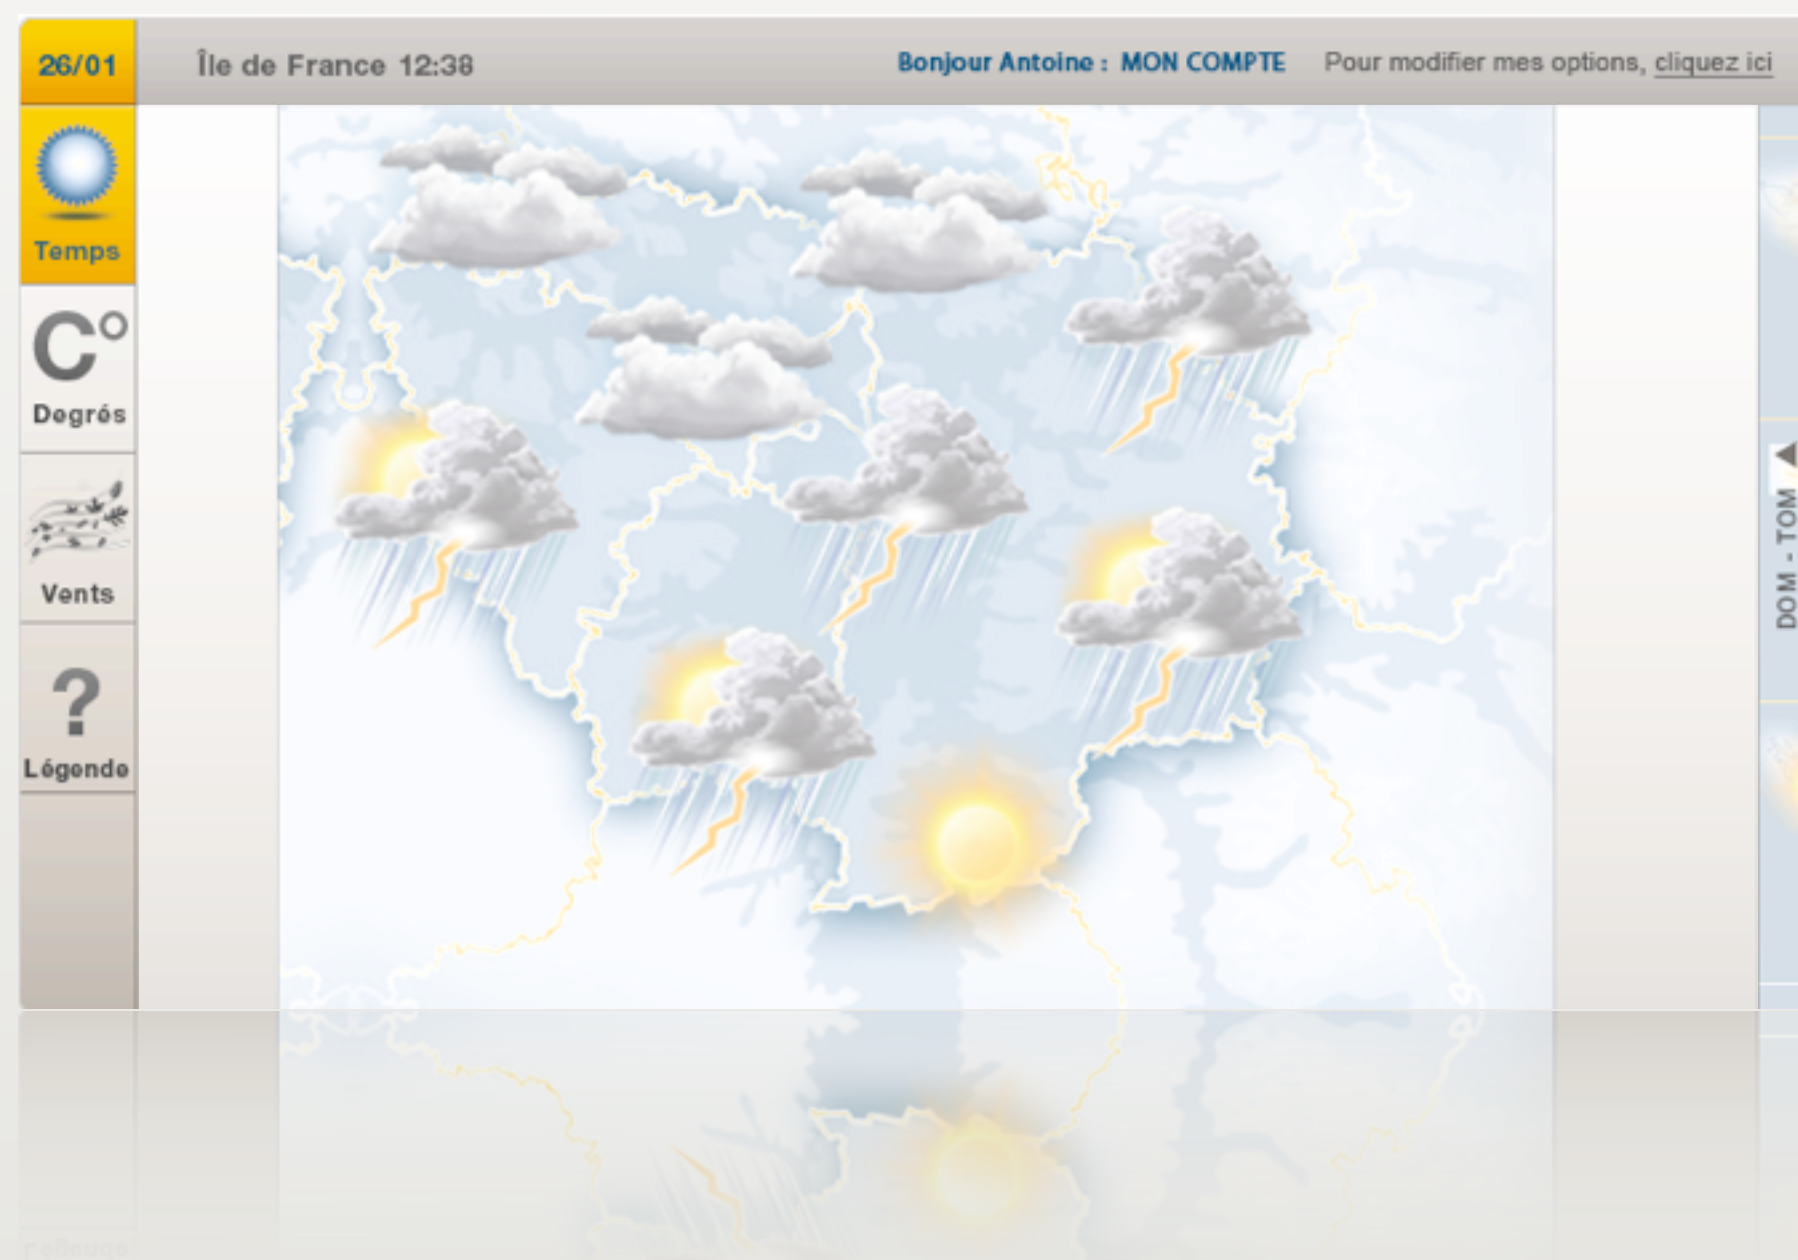 26/01
Île de France 12:38
Bonjour Antoine : MON COMPTE
Pour modifier mes options, cliquez ici
Temps
C°
Degrés
Vents
?
Légende
DOM - TOM